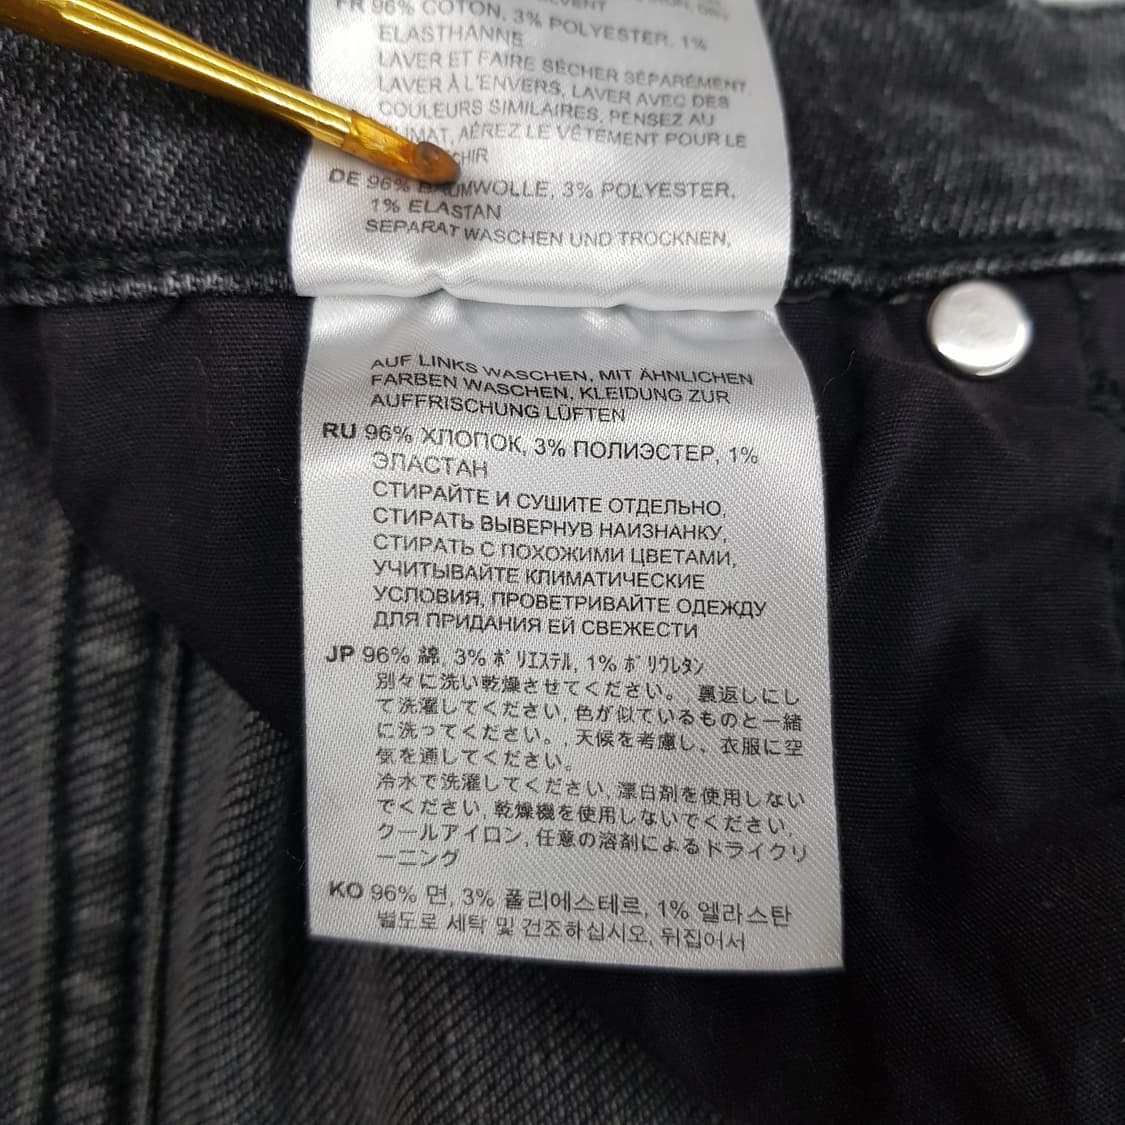 FR 96% COTON, 3% POLYESTER, 1%
ELASTHANNE
LAVER ET FAIRE SÉCHER SÉPARÉMENT,
LAVER À L'ENVERS, LAVER AVEC DES
COULEURS SIMILAIRES, PENSEZ AU
AÉREZ LE VÊTEMENT POUR LE
DE 96% BAUMWOLLE, 3% POLYESTER,
1% ELASTAN
SEPARAT WASCHEN UND TROCKNEN,
AUF LINKS WASCHEN, MIT ÄHNLICHEN
FARBEN WASCHEN, KLEIDUNG ZUR
AUFFRISCHUNG LÜFTEN
RU 96% ХЛОПОК, 3% ПОЛИЭСТЕР, 1%
ЭЛАСТАН
СТИРАЙТЕ И СУШИТЕ ОТДЕЛЬНО,
СТИРАТЬ ВЫВЕРНУВ НАИЗНАНКУ,
СТИРАТЬ С ПОХОЖИМИ ЦВЕТАМИ,
УЧИТЫВАЙТЕ КЛИМАТИЧЕСКИЕ
УСЛОВИЯ, ПРОВЕТРИВАЙТЕ ОДЕЖДУ
ДЛЯ ПРИДАНИЯ ЕЙ СВЕЖЕСТИ
JP 96% 綿, 3% ﾎﾟﾘｴｽﾃﾙ, 1% ﾎﾟﾘｳﾚﾀﾝ
別々に洗い乾燥させてください。 裏返しにし
て洗濯してください, 色が似ているものと一緒
に洗ってください。, 天候を考慮し、衣服に空
気を通してください。
冷水で洗濯してください, 漂白剤を使用しない
でください, 乾燥機を使用しないでください,
クールアイロン, 任意の溶剤によるドライクリ
ーニング
KO 96% 면, 3% 폴리에스테르, 1% 엘라스탄
별도로 세탁 및 건조하십시오, 뒤집어서